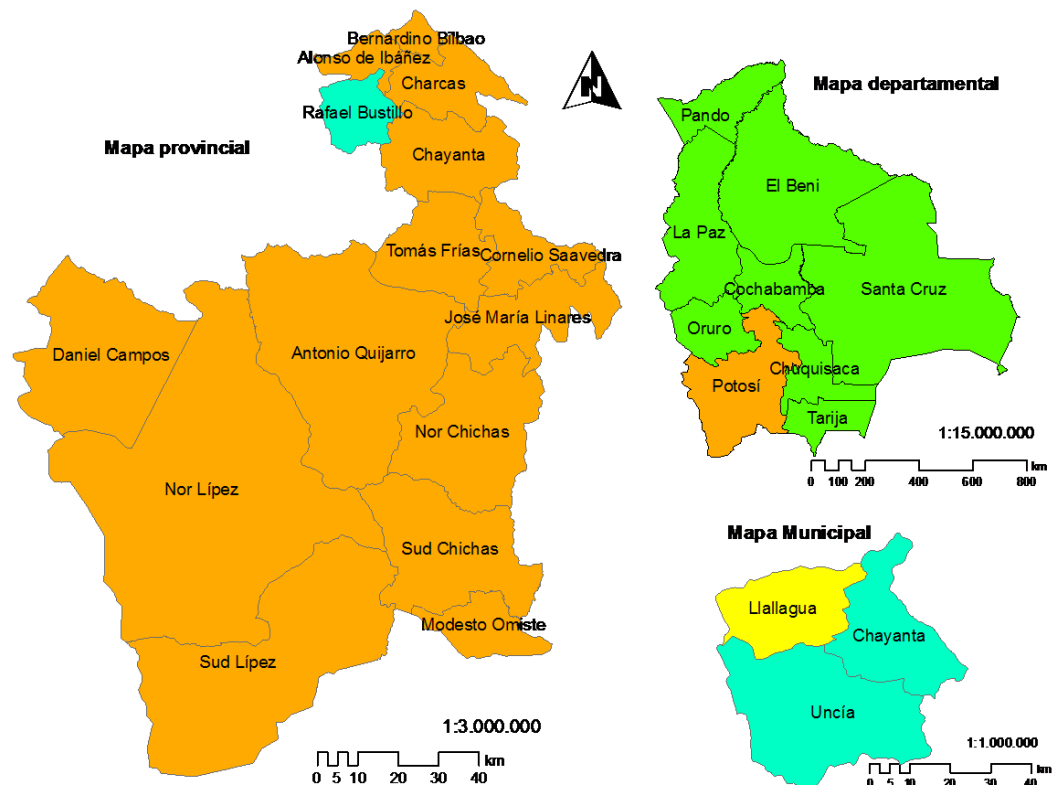 Mapa provincial
Bernardino Bilbao
Alonso de Ibáñez
Charcas
Rafael Bustillo
Chayanta
Tomás Frías
Cornelio Saavedra
José María Linares
Daniel Campos
Antonio Quijarro
Nor Chichas
Nor Lípez
Sud Chichas
Modesto Omiste
Sud Lípez
1:3.000.000
0 5 10 20 30 40 km
N
Mapa departamental
Pando
El Beni
La Paz
Cochabamba
Santa Cruz
Oruro
Chuquisaca
Potosí
Tarija
1:15.000.000
0 100 200 400 600 800 km
Mapa Municipal
Llallagua
Chayanta
Uncía
1:1.000.000
0 5 10 20 30 40 km